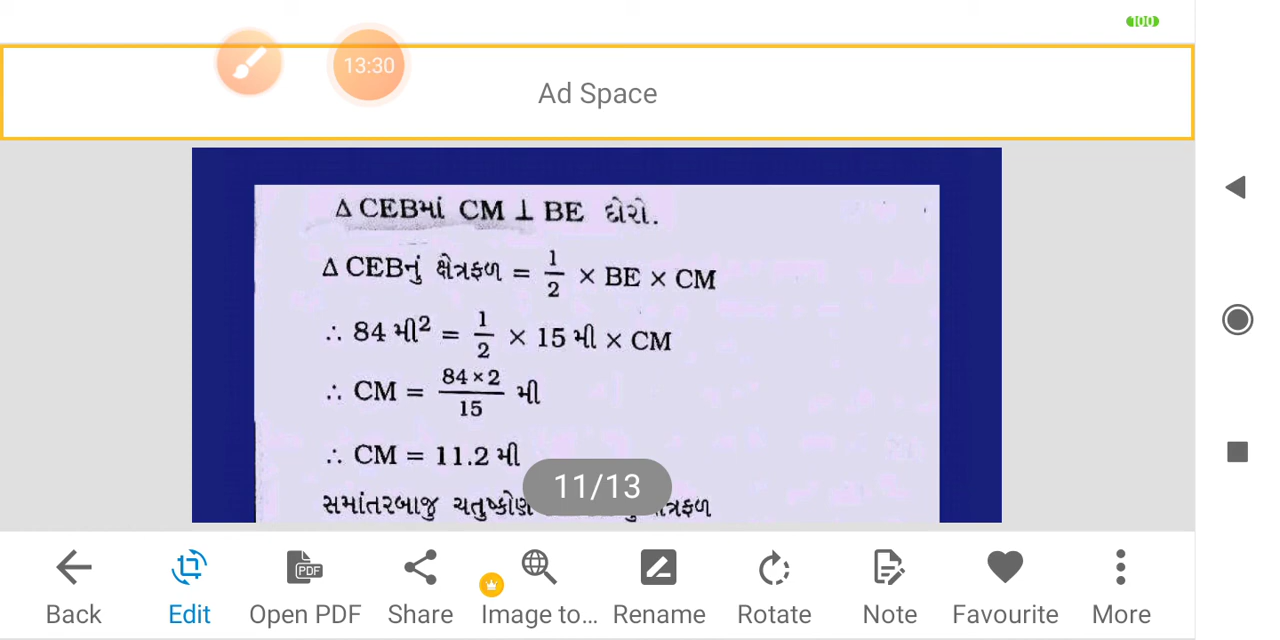 100
13:30
Ad Space
Δ CEBમાં CM ⊥ BE દોરો.
Δ CEBનું ક્ષેત્રફળ = 1/2 × BE × CM
∴ 84 મી² = 1/2 × 15 મી × CM
∴ CM = 84×2/15 મી
∴ CM = 11.2 મી
11/13
સમાંતરબાજુ ચતુષ્કોણ
Back Edit Open PDF Share Image to... Rename Rotate Note Favourite More
PDF